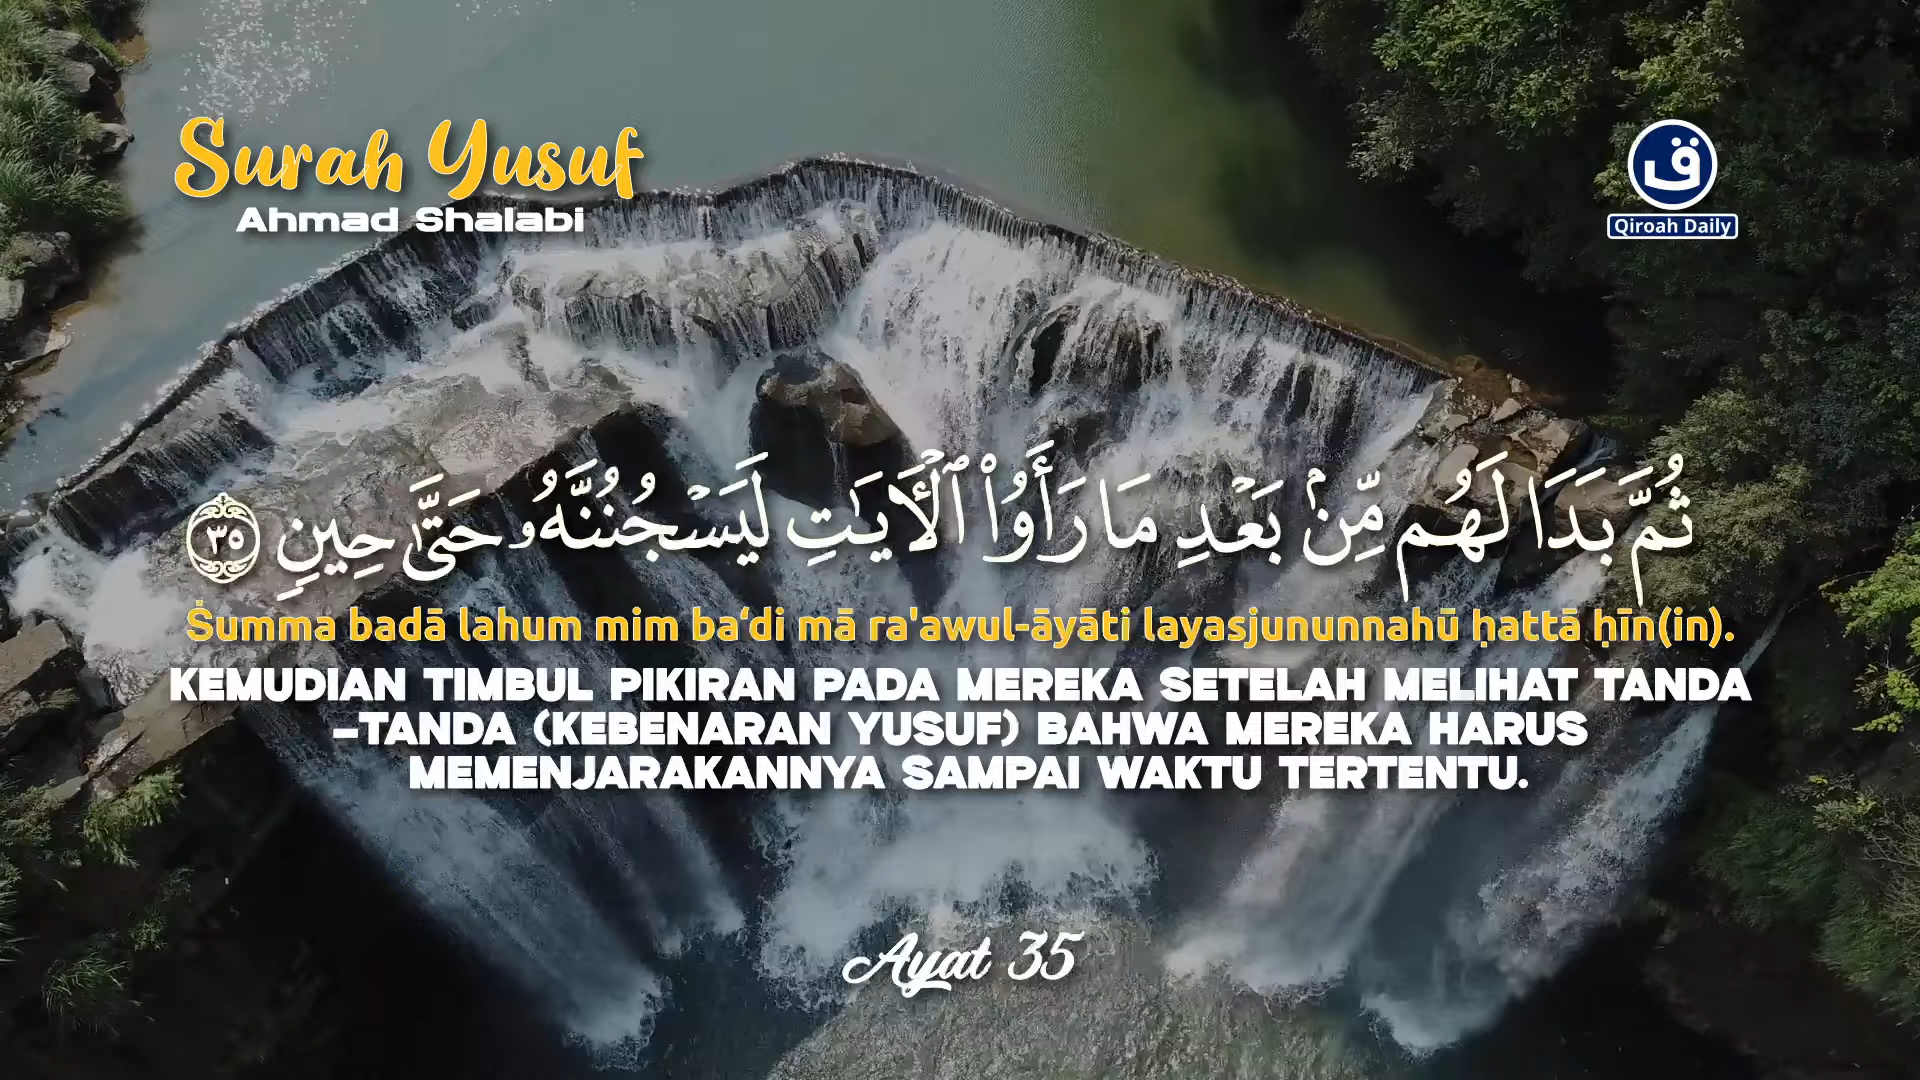 Surah Yusuf
Ahmad Shalabi
ق
Qiroah Daily
ثُمَّ بَدَا لَهُم مِّنۢ بَعْدِ مَا رَأَوُا۟ ٱلْـَٔايَـٰتِ لَيَسْجُنُنَّهُۥ حَتَّىٰ حِينٍ ٣٥
Ṡumma badā lahum mim ba‘di mā ra'awul-āyāti layasjununnahū ḥattā ḥīn(in).
KEMUDIAN TIMBUL PIKIRAN PADA MEREKA SETELAH MELIHAT TANDA
-TANDA (KEBENARAN YUSUF) BAHWA MEREKA HARUS
MEMENJARAKANNYA SAMPAI WAKTU TERTENTU.
Ayat 35